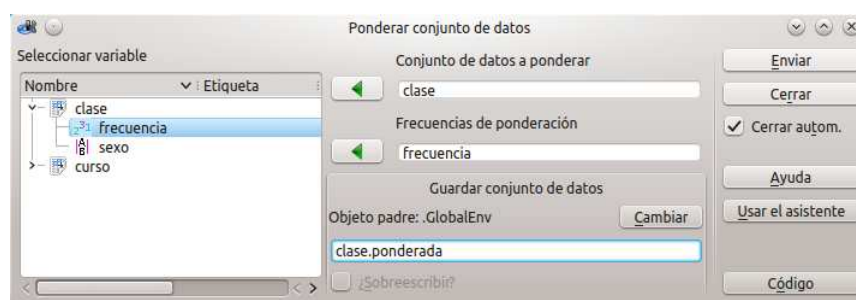 Ponderar conjunto de datos
Seleccionar variable
Nombre Etiqueta
clase
frecuencia
sexo
curso
Conjunto de datos a ponderar
clase
Frecuencias de ponderación
frecuencia
Guardar conjunto de datos
Objeto padre: .GlobalEnv Cambiar
clase.ponderada
¿Sobreescribir?
Enviar
Cerrar
Cerrar autom.
Ayuda
Usar el asistente
Código